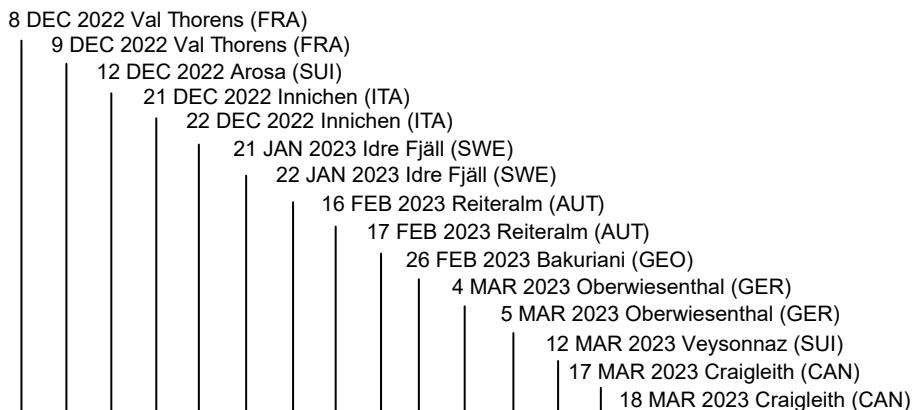 8 DEC 2022 Val Thorens (FRA)
9 DEC 2022 Val Thorens (FRA)
12 DEC 2022 Arosa (SUI)
21 DEC 2022 Innichen (ITA)
22 DEC 2022 Innichen (ITA)
21 JAN 2023 Idre Fjäll (SWE)
22 JAN 2023 Idre Fjäll (SWE)
16 FEB 2023 Reiteralm (AUT)
17 FEB 2023 Reiteralm (AUT)
26 FEB 2023 Bakuriani (GEO)
4 MAR 2023 Oberwiesenthal (GER)
5 MAR 2023 Oberwiesenthal (GER)
12 MAR 2023 Veysonnaz (SUI)
17 MAR 2023 Craigleith (CAN)
18 MAR 2023 Craigleith (CAN)